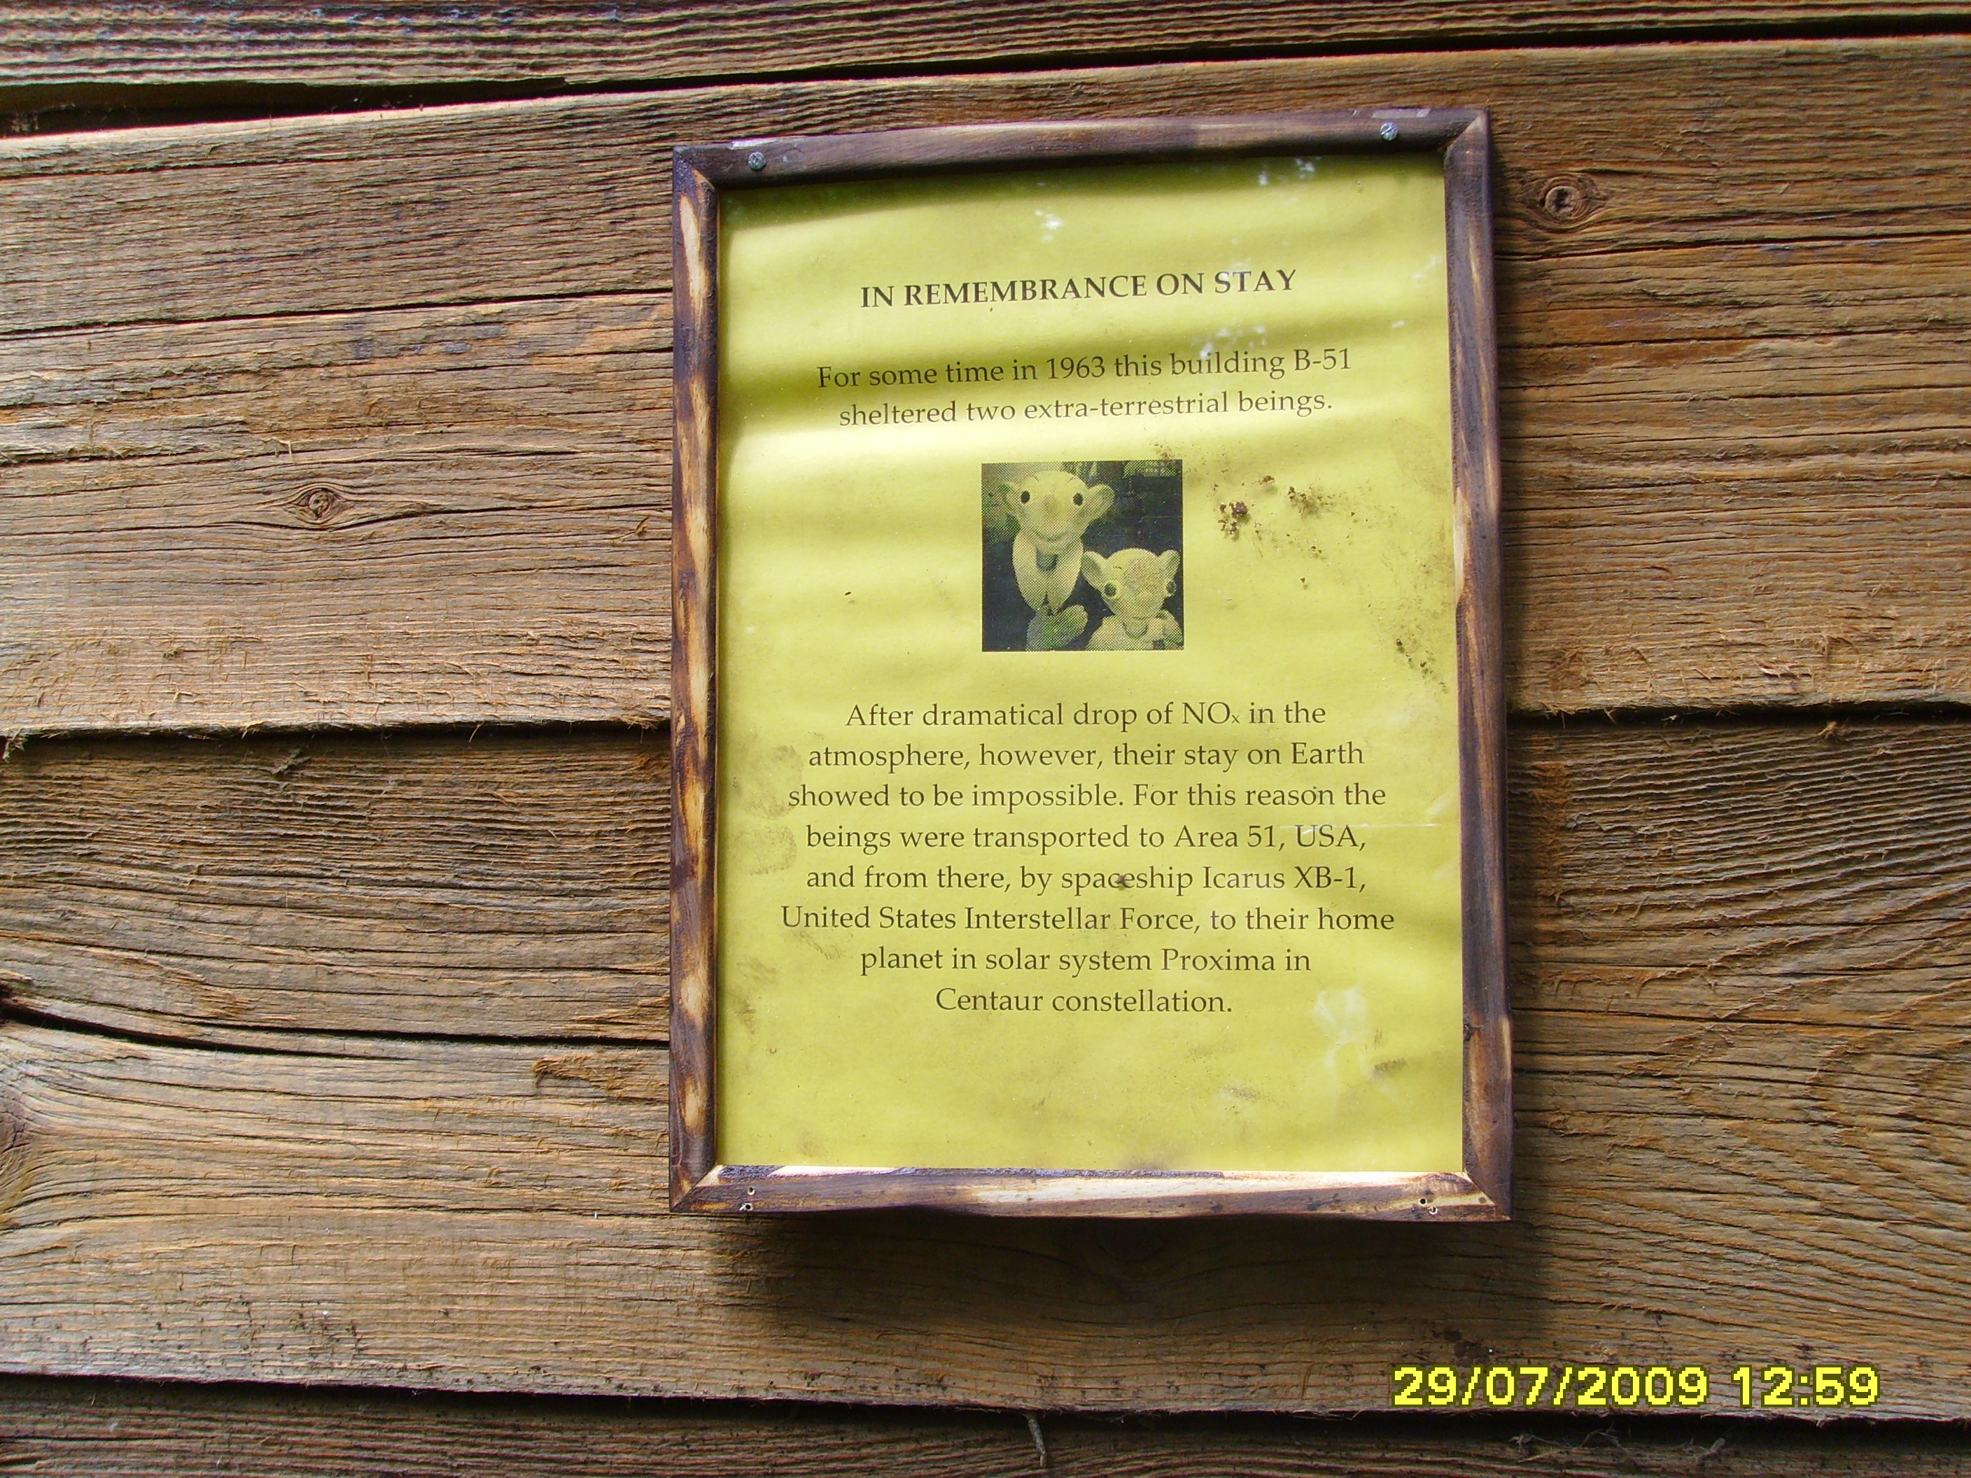 IN REMEMBRANCE ON STAY
For some time in 1963 this building B-51
sheltered two extra-terrestrial beings.
After dramatical drop of NOx in the
atmosphere, however, their stay on Earth
showed to be impossible. For this reason the
beings were transported to Area 51, USA,
and from there, by spaceship Icarus XB-1,
United States Interstellar Force, to their home
planet in solar system Proxima in
Centaur constellation.
29/07/2009 12:59